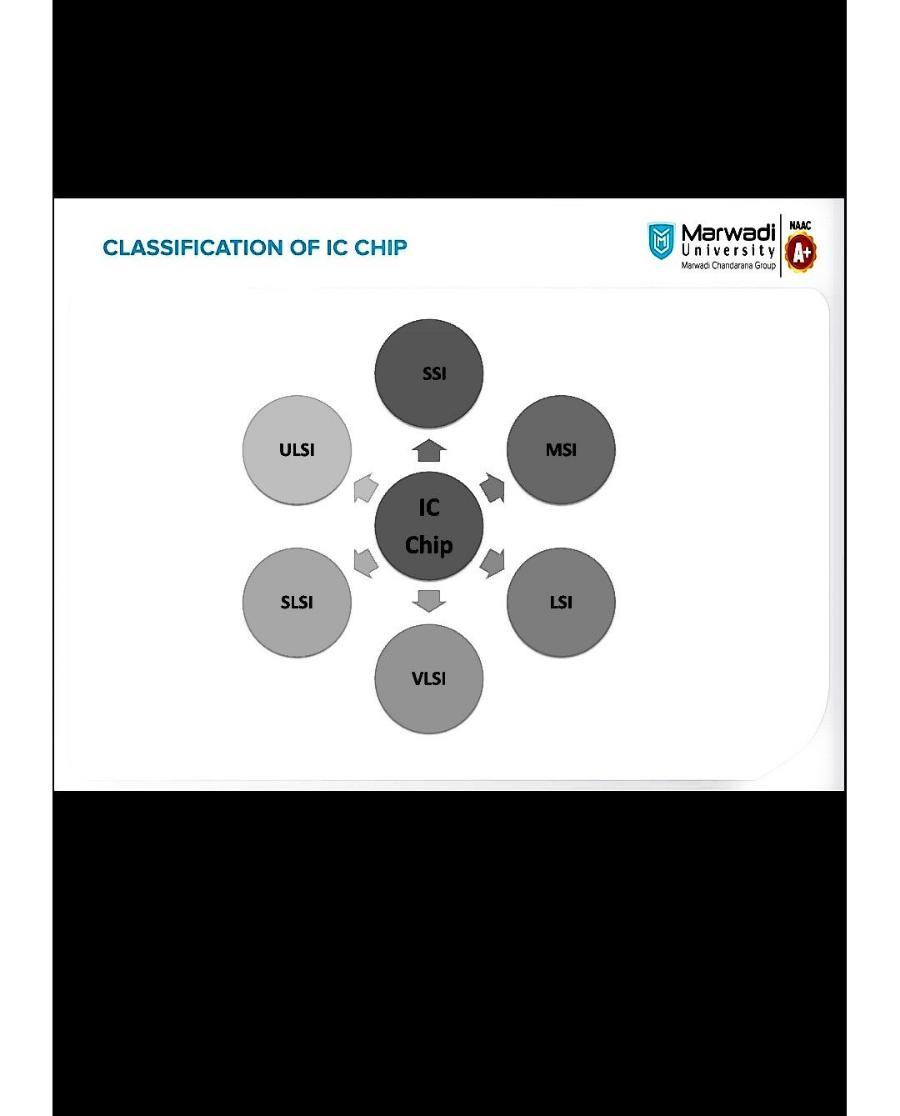 CLASSIFICATION OF IC CHIP
Marwadi
University
Marwadi Chandarana Group
NAAC
A+
SSI
ULSI
MSI
IC
Chip
SLSI
LSI
VLSI